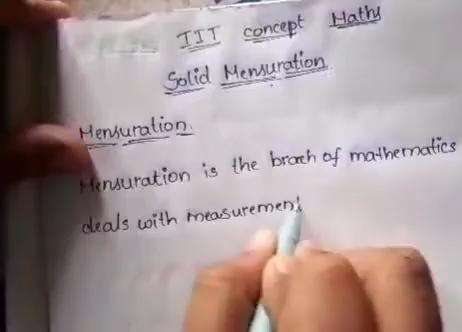 IIT concept Maths
Solid Mensuration
Mensuration.
Mensuration is the brach of mathematics
deals with measurement